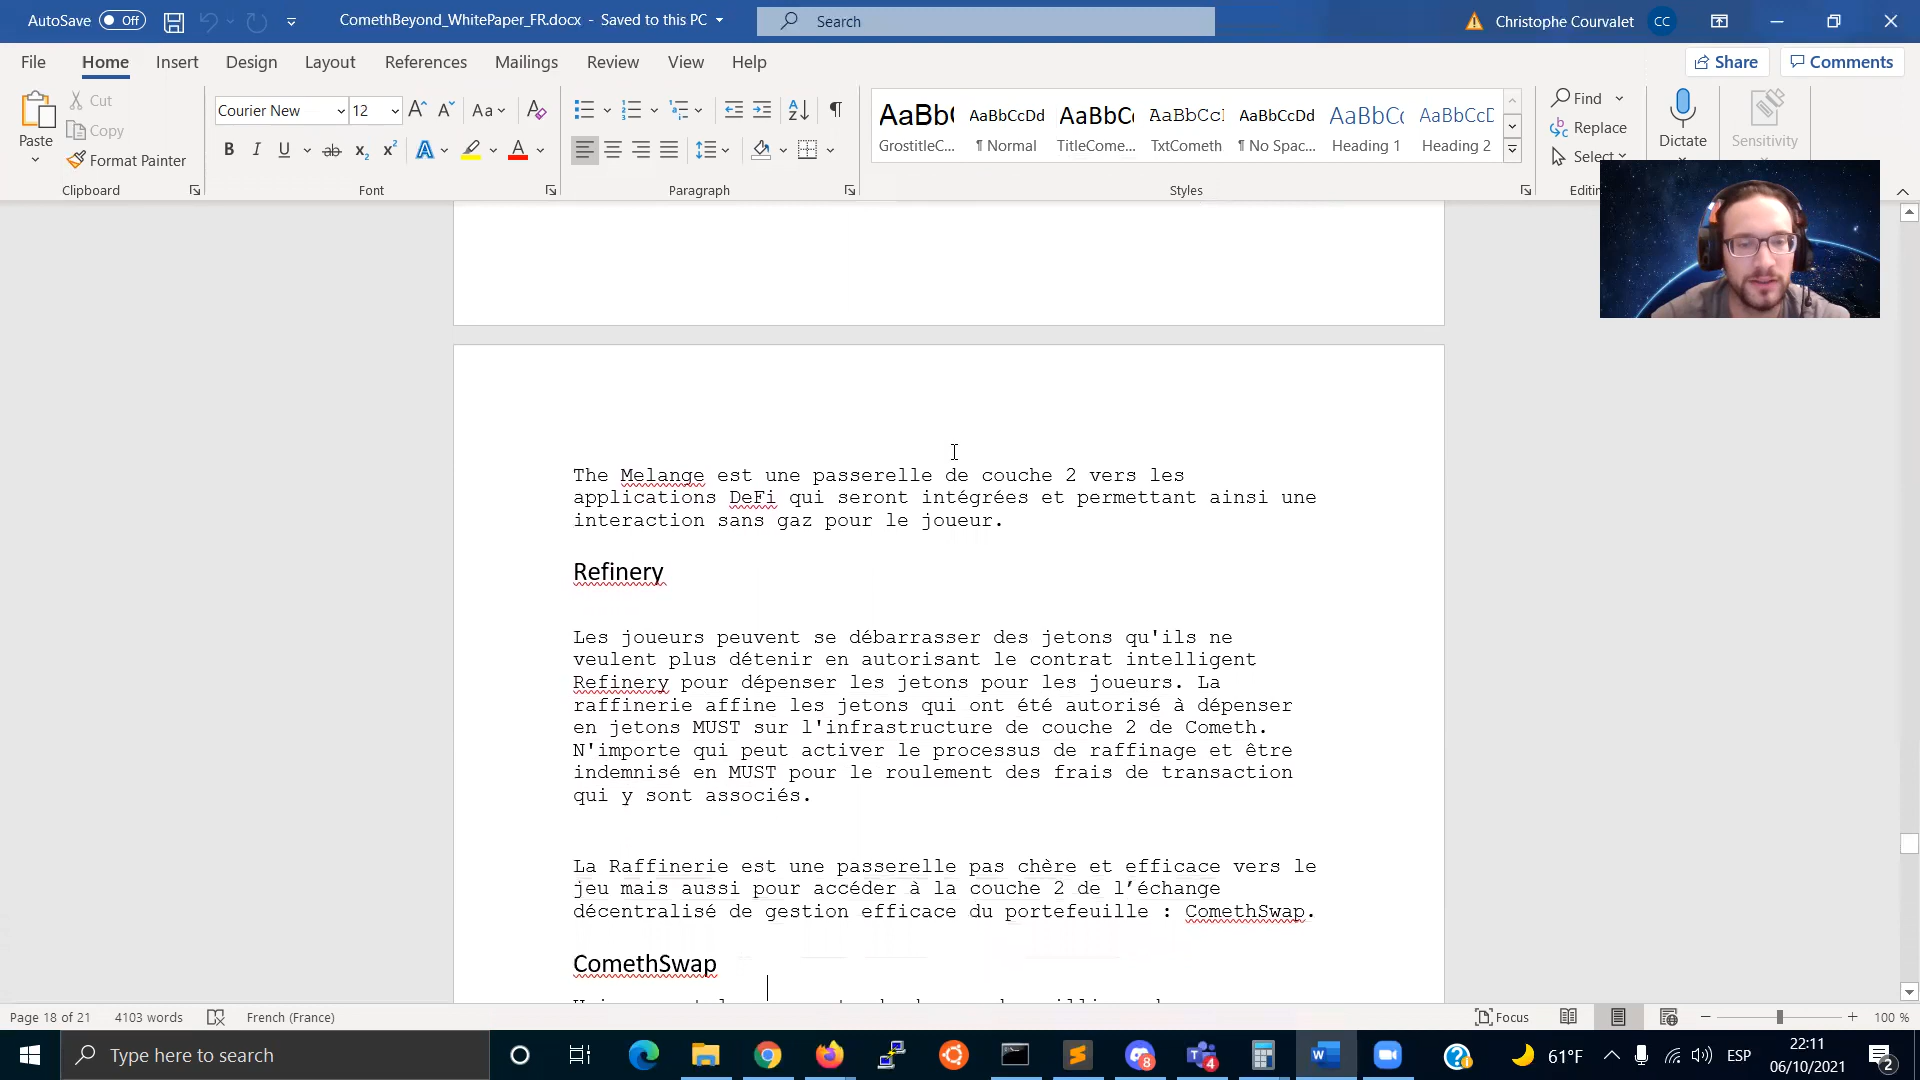 AutoSave Off ComethBeyond_WhitePaper_FR.docx - Saved to this PC Search Christophe Courvalet CC
File Home Insert Design Layout References Mailings Review View Help Share Comments
Paste Cut Copy Format Painter
Clipboard
Courier New 12 Aa
B I U ab x₂ x² A A
Font
Paragraph
AaBb( AaBbCcDd AaBbC( AaBbCcI AaBbCcDd AaBbC( AaBbCcD
GrostitleC... ¶ Normal TitleCome... TxtCometh ¶ No Spac... Heading 1 Heading 2
Styles
Find
Replace
Select
Dictate
Sensitivity
The Melange est une passerelle de couche 2 vers les
applications DeFi qui seront intégrées et permettant ainsi une
interaction sans gaz pour le joueur.
Refinery
Les joueurs peuvent se débarrasser des jetons qu'ils ne
veulent plus détenir en autorisant le contrat intelligent
Refinery pour dépenser les jetons pour les joueurs. La
raffinerie affine les jetons qui ont été autorisé à dépenser
en jetons MUST sur l'infrastructure de couche 2 de Cometh.
N'importe qui peut activer le processus de raffinage et être
indemnisé en MUST pour le roulement des frais de transaction
qui y sont associés.
La Raffinerie est une passerelle pas chère et efficace vers le
jeu mais aussi pour accéder à la couche 2 de l’échange
décentralisé de gestion efficace du portefeuille : ComethSwap.
ComethSwap
Page 18 of 21 4103 words French (France) Focus 100 %
Type here to search 8 4 61°F ESP 22:11
06/10/2021 2